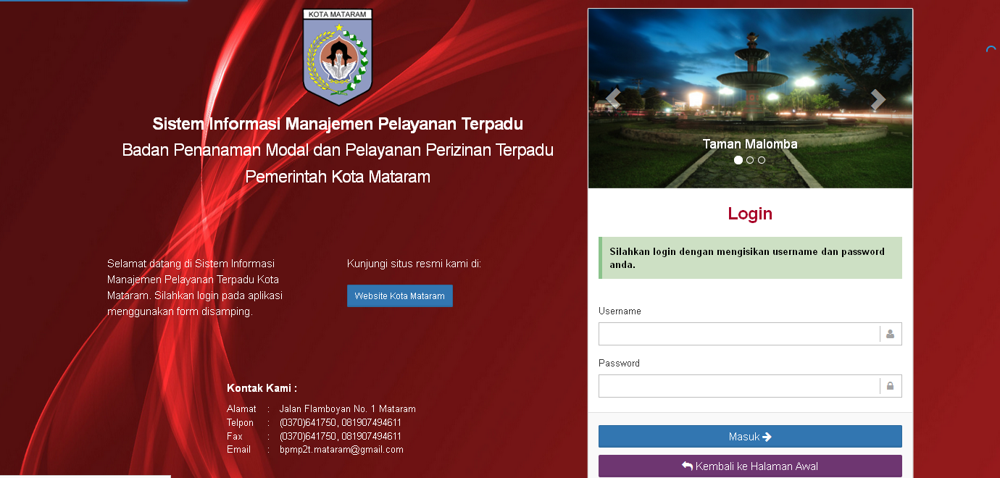 KOTA MATARAM
Sistem Informasi Manajemen Pelayanan Terpadu
Badan Penanaman Modal dan Pelayanan Perizinan Terpadu
Pemerintah Kota Mataram
Selamat datang di Sistem Informasi
Manajemen Pelayanan Terpadu Kota
Mataram. Silahkan login pada aplikasi
menggunakan form disamping.
Kunjungi situs resmi kami di:
Website Kota Mataram
Kontak Kami :
Alamat : Jalan Flamboyan No. 1 Mataram
Telpon : (0370)641750, 081907494611
Fax : (0370)641750, 081907494611
Email : bpmp2t.mataram@gmail.com
Taman Malomba
Login
Silahkan login dengan mengisikan username dan password
anda.
Username
Password
Masuk
Kembali ke Halaman Awal